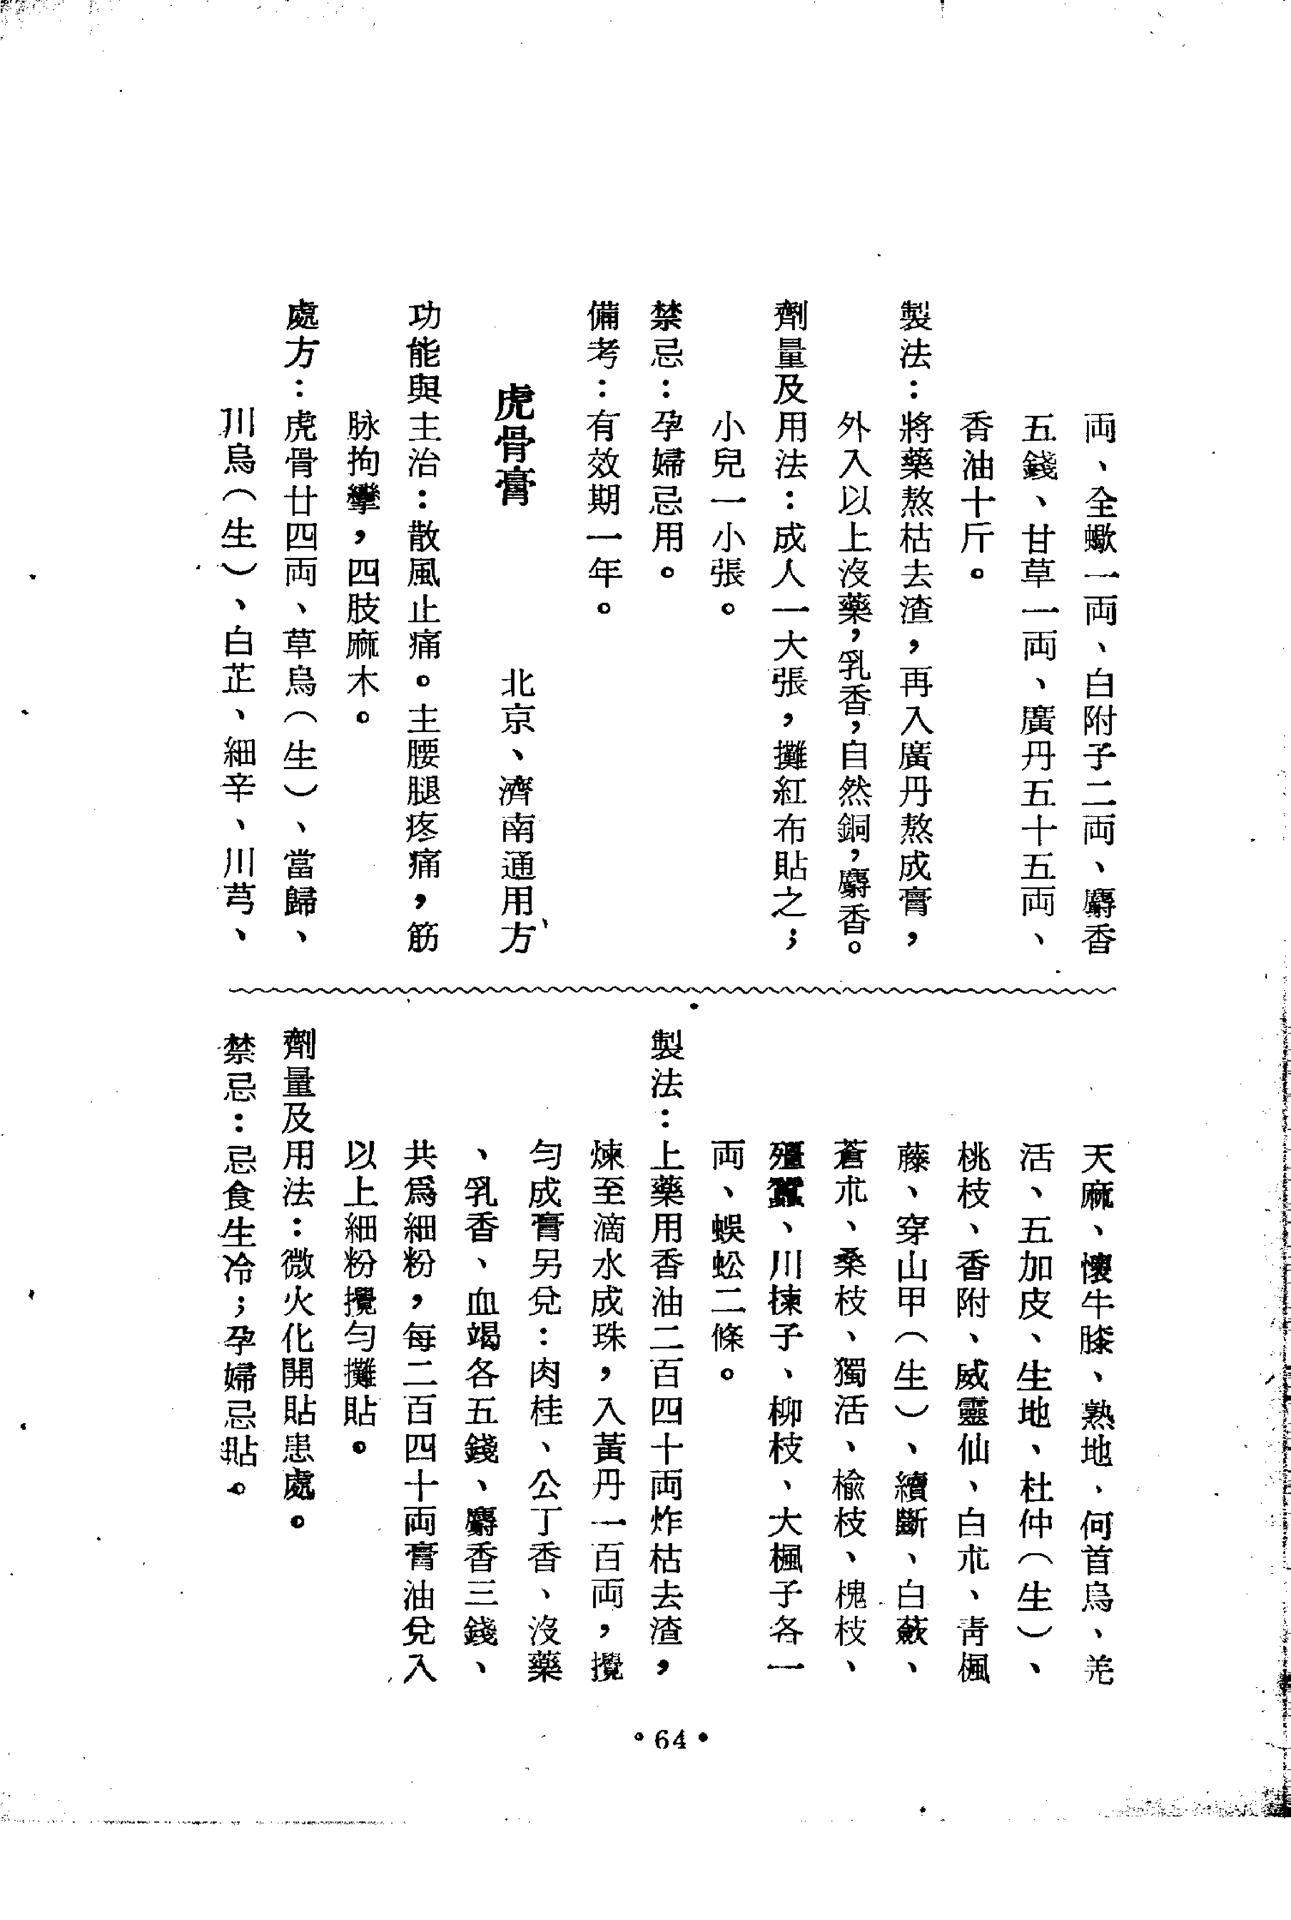 両、全蠍一両、白附子二両、麝香
五錢、甘草一両、廣丹五十五両、
香油十斤。
製法：將藥熬枯去渣，再入廣丹熬成膏，
外入以上沒藥，乳香，自然銅，麝香。
劑量及用法：成人一大張，攤紅布貼之；
小兒一小張。
禁忌：孕婦忌用。
備考：有效期一年。
虎骨膏　　北京、濟南通用方
功能與主治：散風止痛。主腰腿疼痛，筋
脉拘攣，四肢麻木。
處方：虎骨廿四両、草烏（生）、當歸、
川烏（生）、白芷、細辛、川芎、
天麻、懷牛膝、熟地、何首烏、羌
活、五加皮、生地、杜仲（生）、
桃枝、香附、威靈仙、白朮、青楓
藤、穿山甲（生）、續斷、白蘞、
蒼朮、桑枝、獨活、榆枝、槐枝、
殭蠶、川揀子、柳枝、大楓子各一
両、蜈蚣二條。
製法：上藥用香油二百四十両炸枯去渣，
煉至滴水成珠，入黃丹一百両，攪
勻成膏另兌：肉桂、公丁香、沒藥
、乳香、血竭各五錢、麝香三錢、
共爲細粉，每二百四十両膏油兌入
以上細粉攪勻攤貼。
劑量及用法：微火化開貼患處。
禁忌：忌食生冷；孕婦忌貼。
•64•